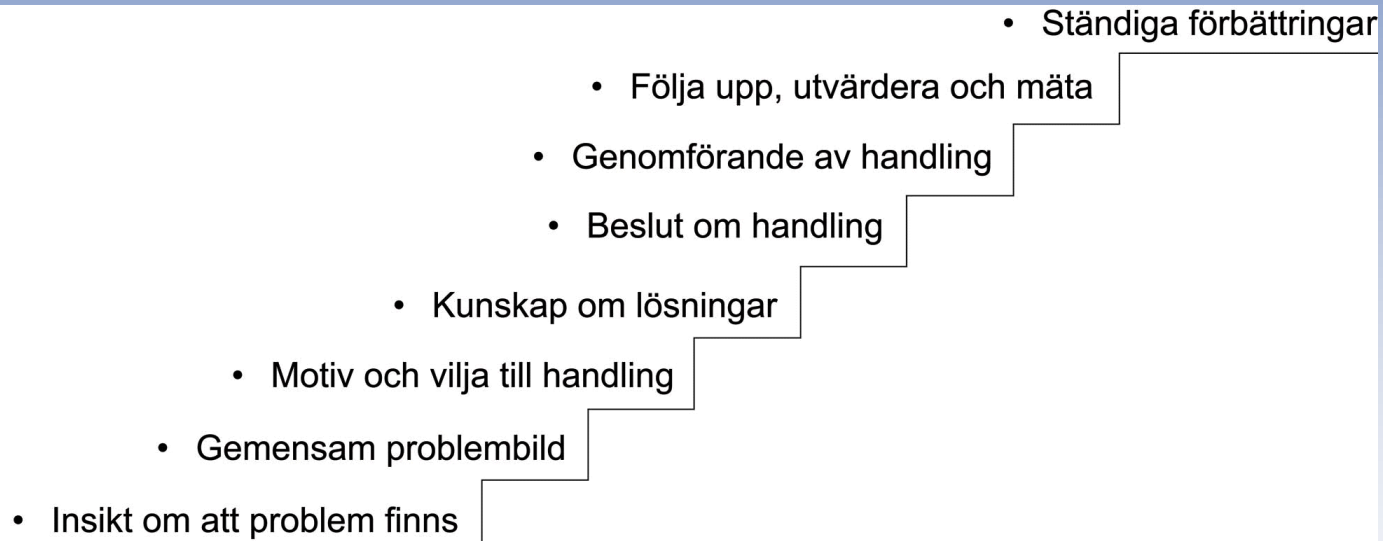 • Ständiga förbättringar
• Följa upp, utvärdera och mäta
• Genomförande av handling
• Beslut om handling
• Kunskap om lösningar
• Motiv och vilja till handling
• Gemensam problembild
• Insikt om att problem finns